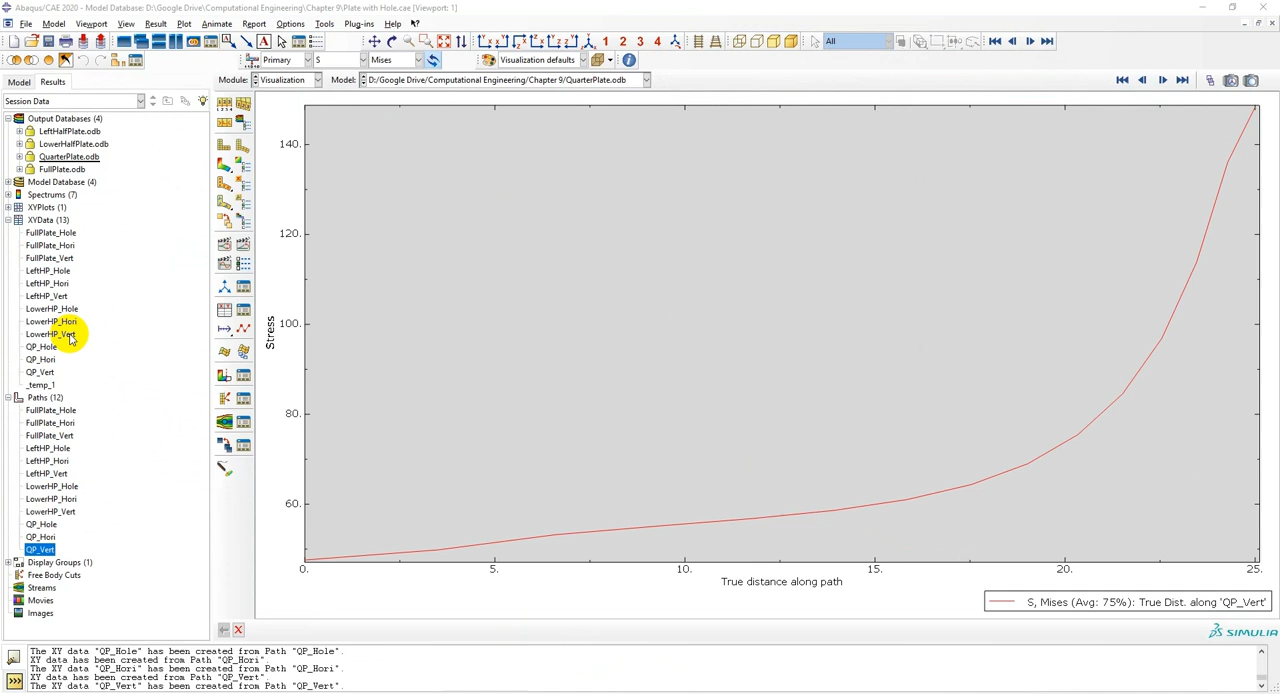 Abaqus/CAE 2020 - Model Database: D:\Google Drive\Computational Engineering\Chapter 9\Plate with Hole.cae [Viewport: 1]
File Model Viewport View Result Plot Animate Report Options Tools Plug-ins Help
1 2 3 4 All
Primary S Mises Visualization defaults
Model Results Module: Visualization Model: D:/Google Drive/Computational Engineering/Chapter 9/QuarterPlate.odb
Session Data
Output Databases (4)
LeftHalfPlate.odb
LowerHalfPlate.odb
QuarterPlate.odb
FullPlate.odb
Model Database (4)
Spectrums (7)
XYPlots (1)
XYData (13)
FullPlate_Hole
FullPlate_Hori
FullPlate_Vert
LeftHP_Hole
LeftHP_Hori
LeftHP_Vert
LowerHP_Hole
LowerHP_Hori
LowerHP_Vert
QP_Hole
QP_Hori
QP_Vert
_temp_1
Paths (12)
FullPlate_Hole
FullPlate_Hori
FullPlate_Vert
LeftHP_Hole
LeftHP_Hori
LeftHP_Vert
LowerHP_Hole
LowerHP_Hori
LowerHP_Vert
QP_Hole
QP_Hori
QP_Vert
Display Groups (1)
Free Body Cuts
Streams
Movies
Images
140.
120.
100.
80.
60.
Stress
0. 5. 10. 15. 20. 25.
True distance along path
S, Mises (Avg: 75%): True Dist. along 'QP_Vert'
SIMULIA
The XY data "QP_Hole" has been created from Path "QP_Hole".
XY data has been created from Path "QP_Hori".
The XY data "QP_Hori" has been created from Path "QP_Hori".
XY data has been created from Path "QP_Vert".
The XY data "QP_Vert" has been created from Path "QP_Vert".